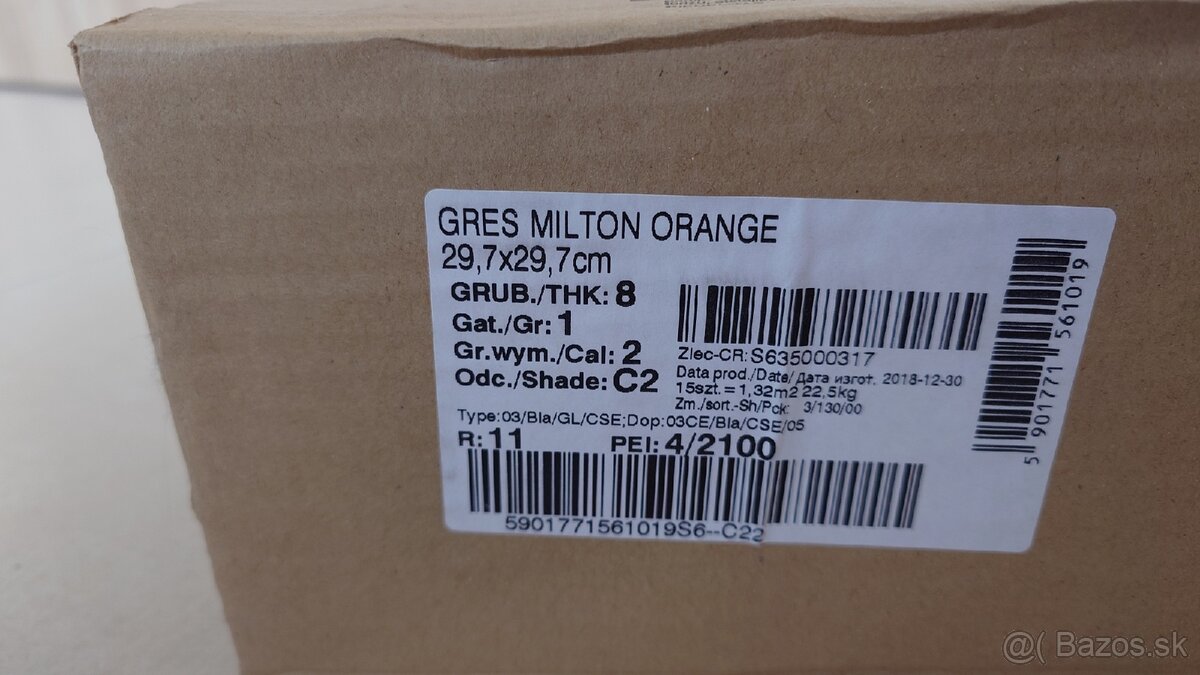 GRES MILTON ORANGE
29,7x29,7cm
GRUB./THK: 8
Gat./Gr: 1
Gr.wym./Cal: 2
Odc./Shade: C2
Zlec-CR: S635000317
Data prod./Date/Дата изгот. 2018-12-30
15szt.=1,32m2 22,5kg
Zm./sort.-Sh/Pck: 3/130/00
Type:03/BIa/GL/CSE;Dop:03CE/BIa/CSE/05
R: 11 PEI: 4/2100
5901771561019S6--C22
5 901771 561019
@( Bazos.sk